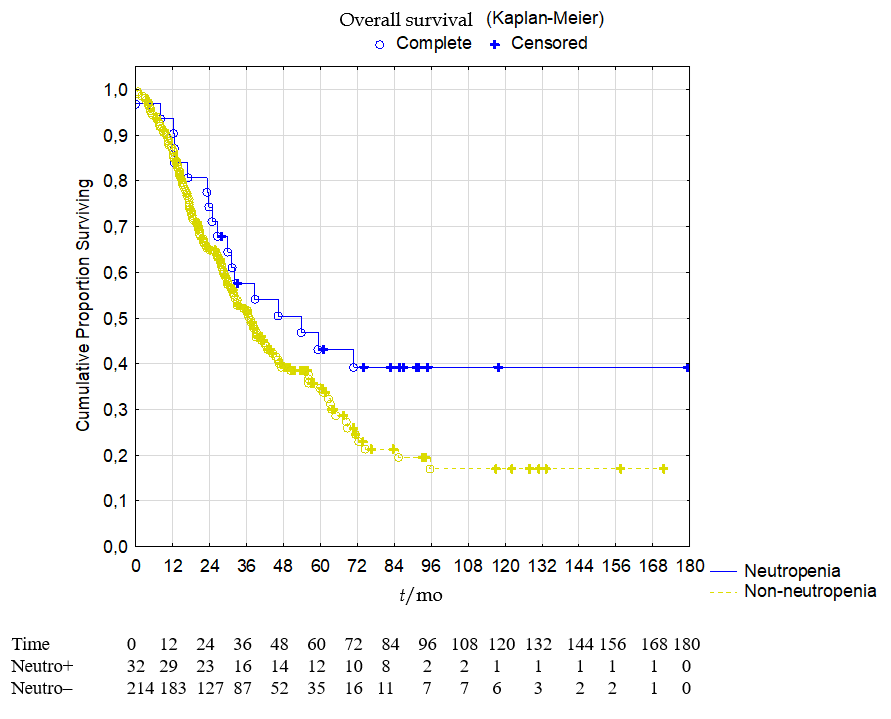 Overall survival (Kaplan-Meier)
Complete Censored
1,0
0,9
0,8
0,7
0,6
0,5
0,4
0,3
0,2
0,1
0,0
Cumulative Proportion Surviving
0 12 24 36 48 60 72 84 96 108 120 132 144 156 168 180
t/mo
Neutropenia
Non-neutropenia
Time 0 12 24 36 48 60 72 84 96 108 120 132 144 156 168 180
Neutro+ 32 29 23 16 14 12 10 8 2 2 1 1 1 1 1 0
Neutro– 214 183 127 87 52 35 16 11 7 7 6 3 2 2 1 0